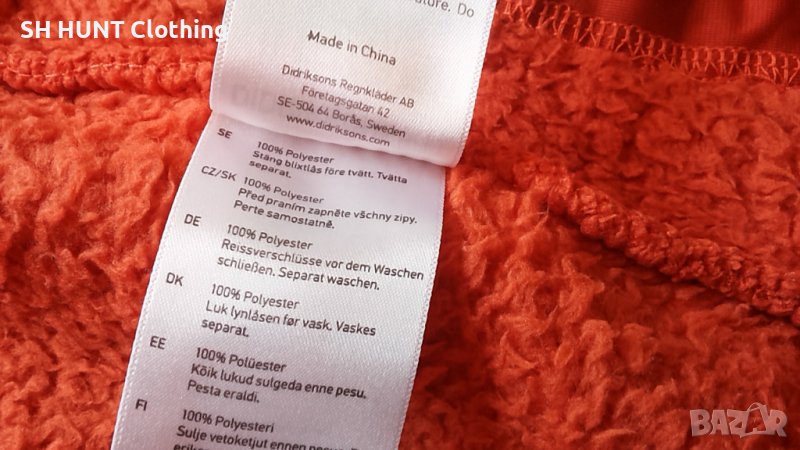 SH HUNT Clothing
ature. Do
Made in China
Didriksons Regnkläder AB
Företagsgatan 42
SE-504 64 Borås, Sweden
www.didriksons.com
SE
100% Polyester
Stäng blixtlås före tvätt. Tvätta
separat.
CZ/SK 100% Polyester
Před praním zapněte všchny zipy.
Perte samostatně.
DE
100% Polyester
Reissverschlüsse vor dem Waschen
schließen. Separat waschen.
DK
100% Polyester
Luk lynlåsen før vask. Vaskes
separat.
EE
100% Polüester
Kõik lukud sulgeda enne pesu.
Pesta eraldi.
FI
100% Polyesteri
Sulje vetoketjut ennen
BAZAR